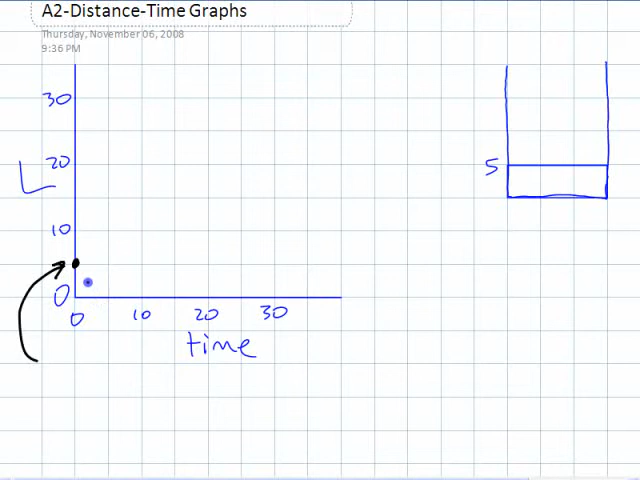 A2-Distance-Time Graphs
Thursday, November 06, 2008
9:36 PM
30
20
L
10
0
0 10 20 30
time
5